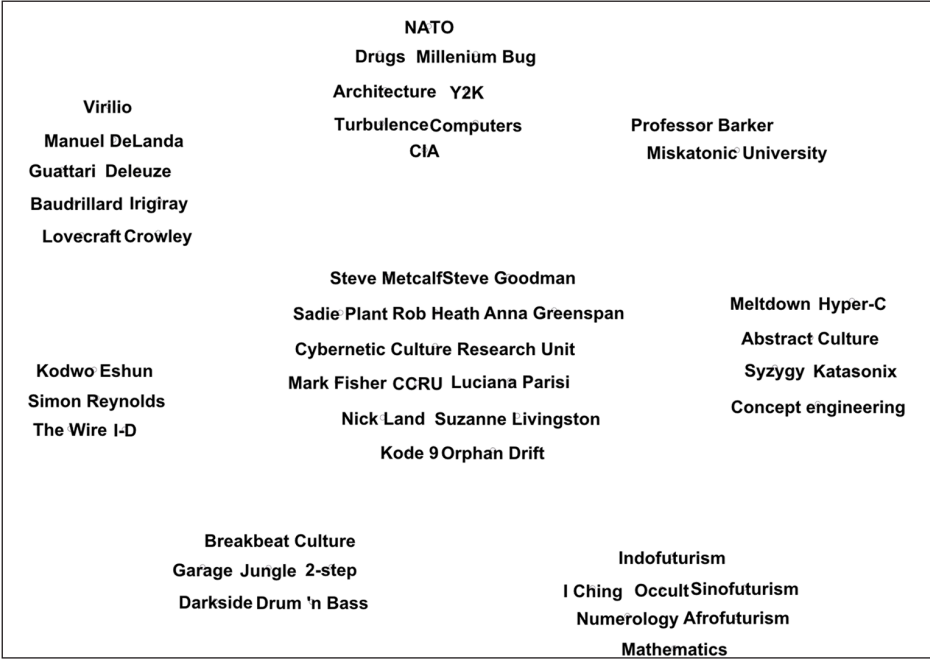 NATO
Drugs Millenium Bug
Architecture Y2K
Turbulence Computers
CIA
Virilio
Manuel DeLanda
Guattari Deleuze
Baudrillard Irigiray
Lovecraft Crowley
Professor Barker
Miskatonic University
Steve Metcalf Steve Goodman
Sadie Plant Rob Heath Anna Greenspan
Cybernetic Culture Research Unit
Mark Fisher CCRU Luciana Parisi
Nick Land Suzanne Livingston
Kode 9 Orphan Drift
Meltdown Hyper-C
Abstract Culture
Syzygy Katasonix
Concept engineering
Kodwo Eshun
Simon Reynolds
The Wire I-D
Breakbeat Culture
Garage Jungle 2-step
Darkside Drum 'n Bass
Indofuturism
I Ching Occult Sinofuturism
Numerology Afrofuturism
Mathematics